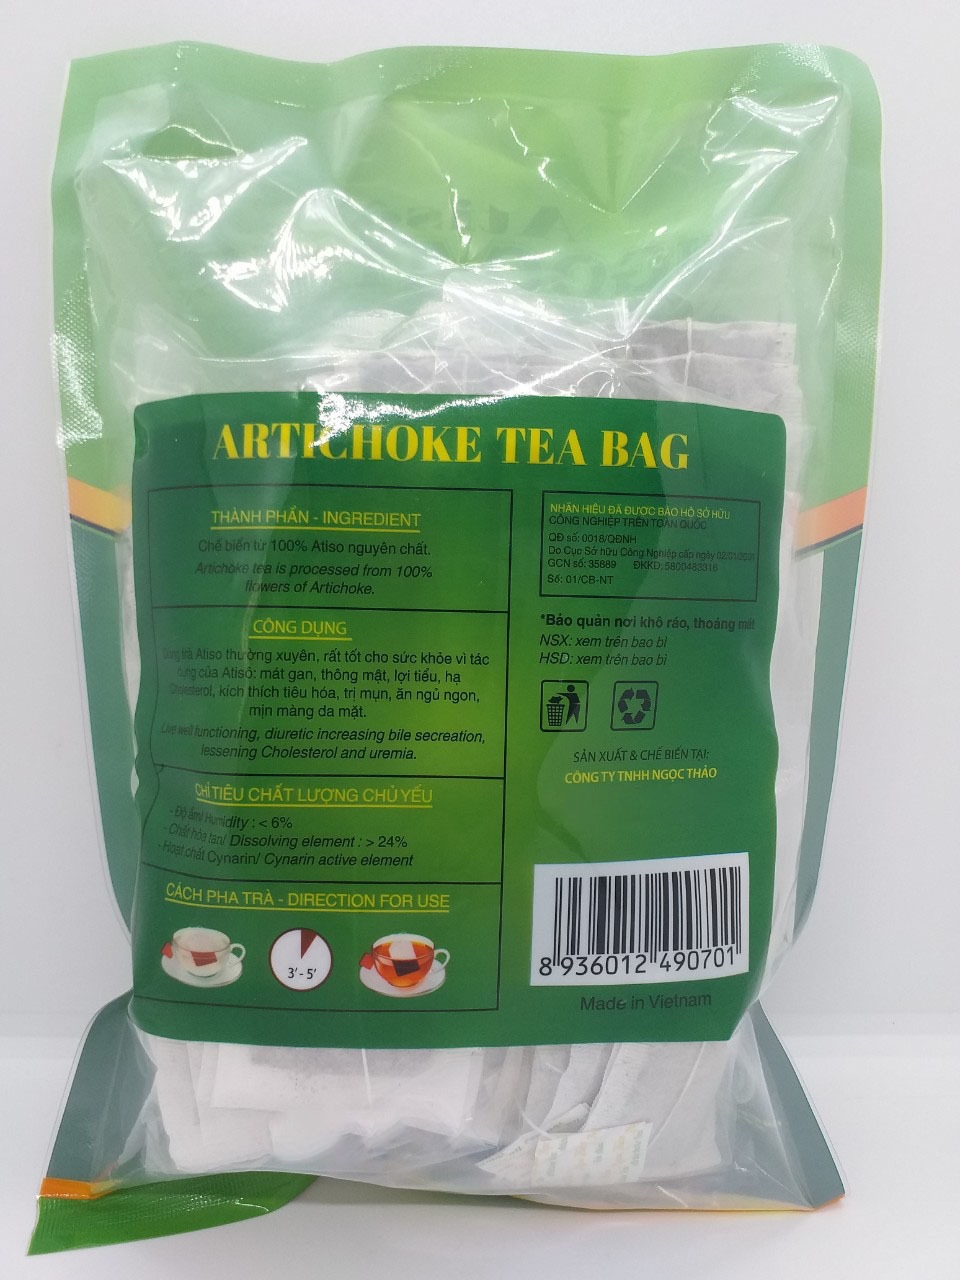 ARTICHOKE TEA BAG
THÀNH PHẦN - INGREDIENT
Chế biến từ 100% Atiso nguyên chất.
Artichoke tea is processed from 100%
flowers of Artichoke.
CÔNG DỤNG
trà Atiso thường xuyên, rất tốt cho sức khỏe vì tác
dụng của Atisô: mát gan, thông mật, lợi tiểu, hạ
Cholesterol, kích thích tiêu hóa, trị mụn, ăn ngủ ngon,
mịn màng da mặt.
well functioning, diuretic increasing bile secreation,
lessening Cholesterol and uremia.
CHỈ TIÊU CHẤT LƯỢNG CHỦ YẾU
- Độ ẩm/ Humidity : < 6%
- Chất hòa tan/ Dissolving element : > 24%
- Hoạt chất Cynarin/ Cynarin active element
CÁCH PHA TRÀ - DIRECTION FOR USE
3' - 5'
NHÃN HIỆU ĐÃ ĐƯỢC BẢO HỘ SỞ HỮU
CÔNG NGHIỆP TRÊN TOÀN QUỐC
QĐ số: 0018/QĐNH
Do Cục Sở hữu Công Nghiệp cấp ngày
GCN số: 35689 ĐKKD: 5800483316
Số: 01/CB-NT
*Bảo quản nơi khô ráo, thoáng mát
NSX: xem trên bao bì
HSD: xem trên bao bì
SẢN XUẤT & CHẾ BIẾN TẠI:
CÔNG TY TNHH NGỌC THẢO
8 936012 490701
Made in Vietnam